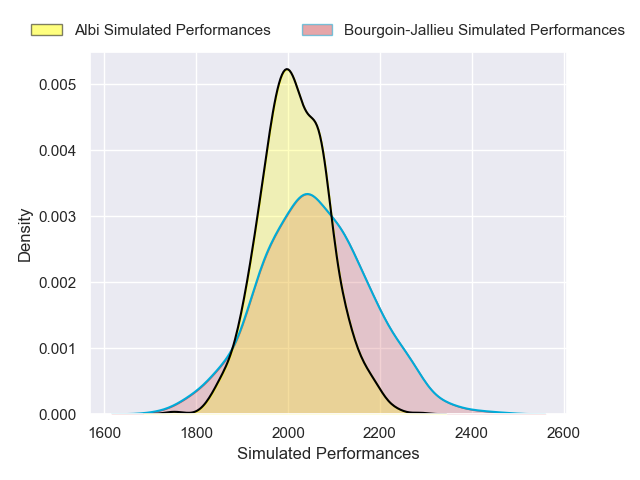 Albi Simulated Performances
Bourgoin-Jallieu Simulated Performances
0.005
0.004
0.003
0.002
0.001
0.000
Density
1600 1800 2000 2200 2400 2600
Simulated Performances